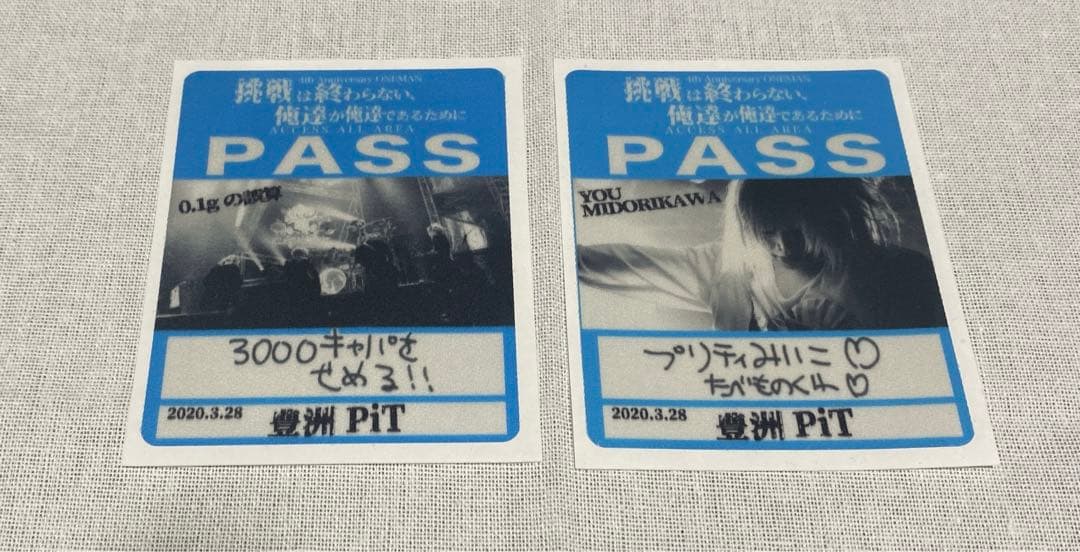 4th Anniversary ONEMAN
挑戦は終わらない、
俺達が俺達であるために
ACCESS ALL AREA
PASS
0.1gの誤算
3000キャパを
せめる!!
2020.3.28 豊洲 PiT
4th Anniversary ONEMAN
挑戦は終わらない、
俺達が俺達であるために
ACCESS ALL AREA
PASS
YOU
MIDORIKAWA
プリティみいこ♡
たべものくれ♡
2020.3.28 豊洲 PiT